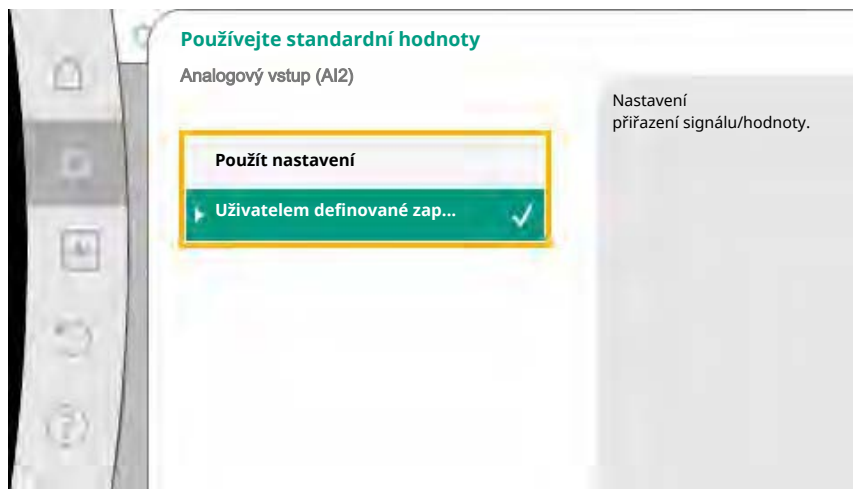 Používejte standardní hodnoty
Analogový vstup (AI2)
Nastavení
přiřazení signálu/hodnoty.
Použít nastavení
Uživatelem definované zap...